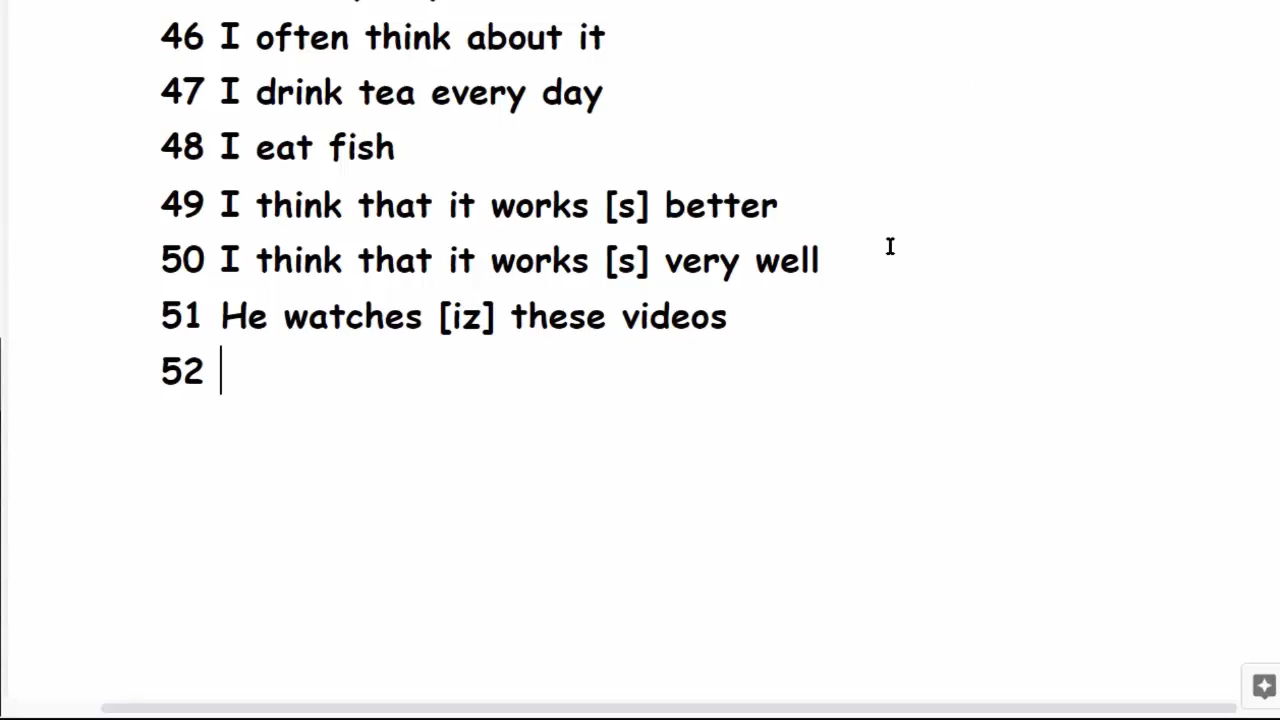 46 I often think about it
47 I drink tea every day
48 I eat fish
49 I think that it works [s] better
50 I think that it works [s] very well
51 He watches [iz] these videos
52